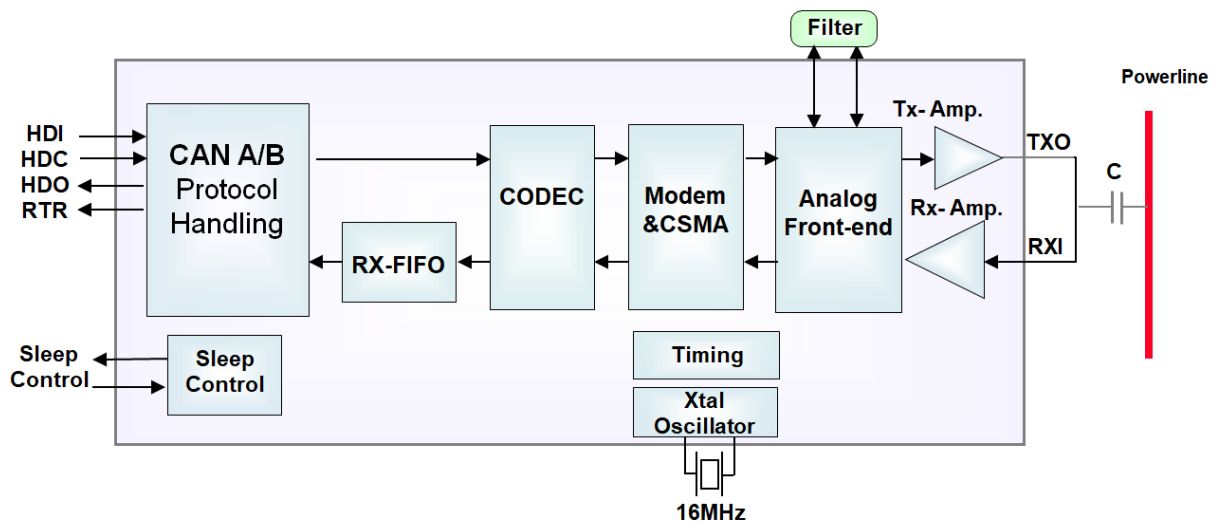 Filter
Powerline
Tx- Amp.
HDI
HDC
HDO
RTR
CAN A/B
Protocol
Handling
CODEC
Modem
&CSMA
Analog
Front-end
TXO
C
Rx- Amp.
RXI
RX-FIFO
Sleep
Control
Sleep
Control
Timing
Xtal
Oscillator
16MHz